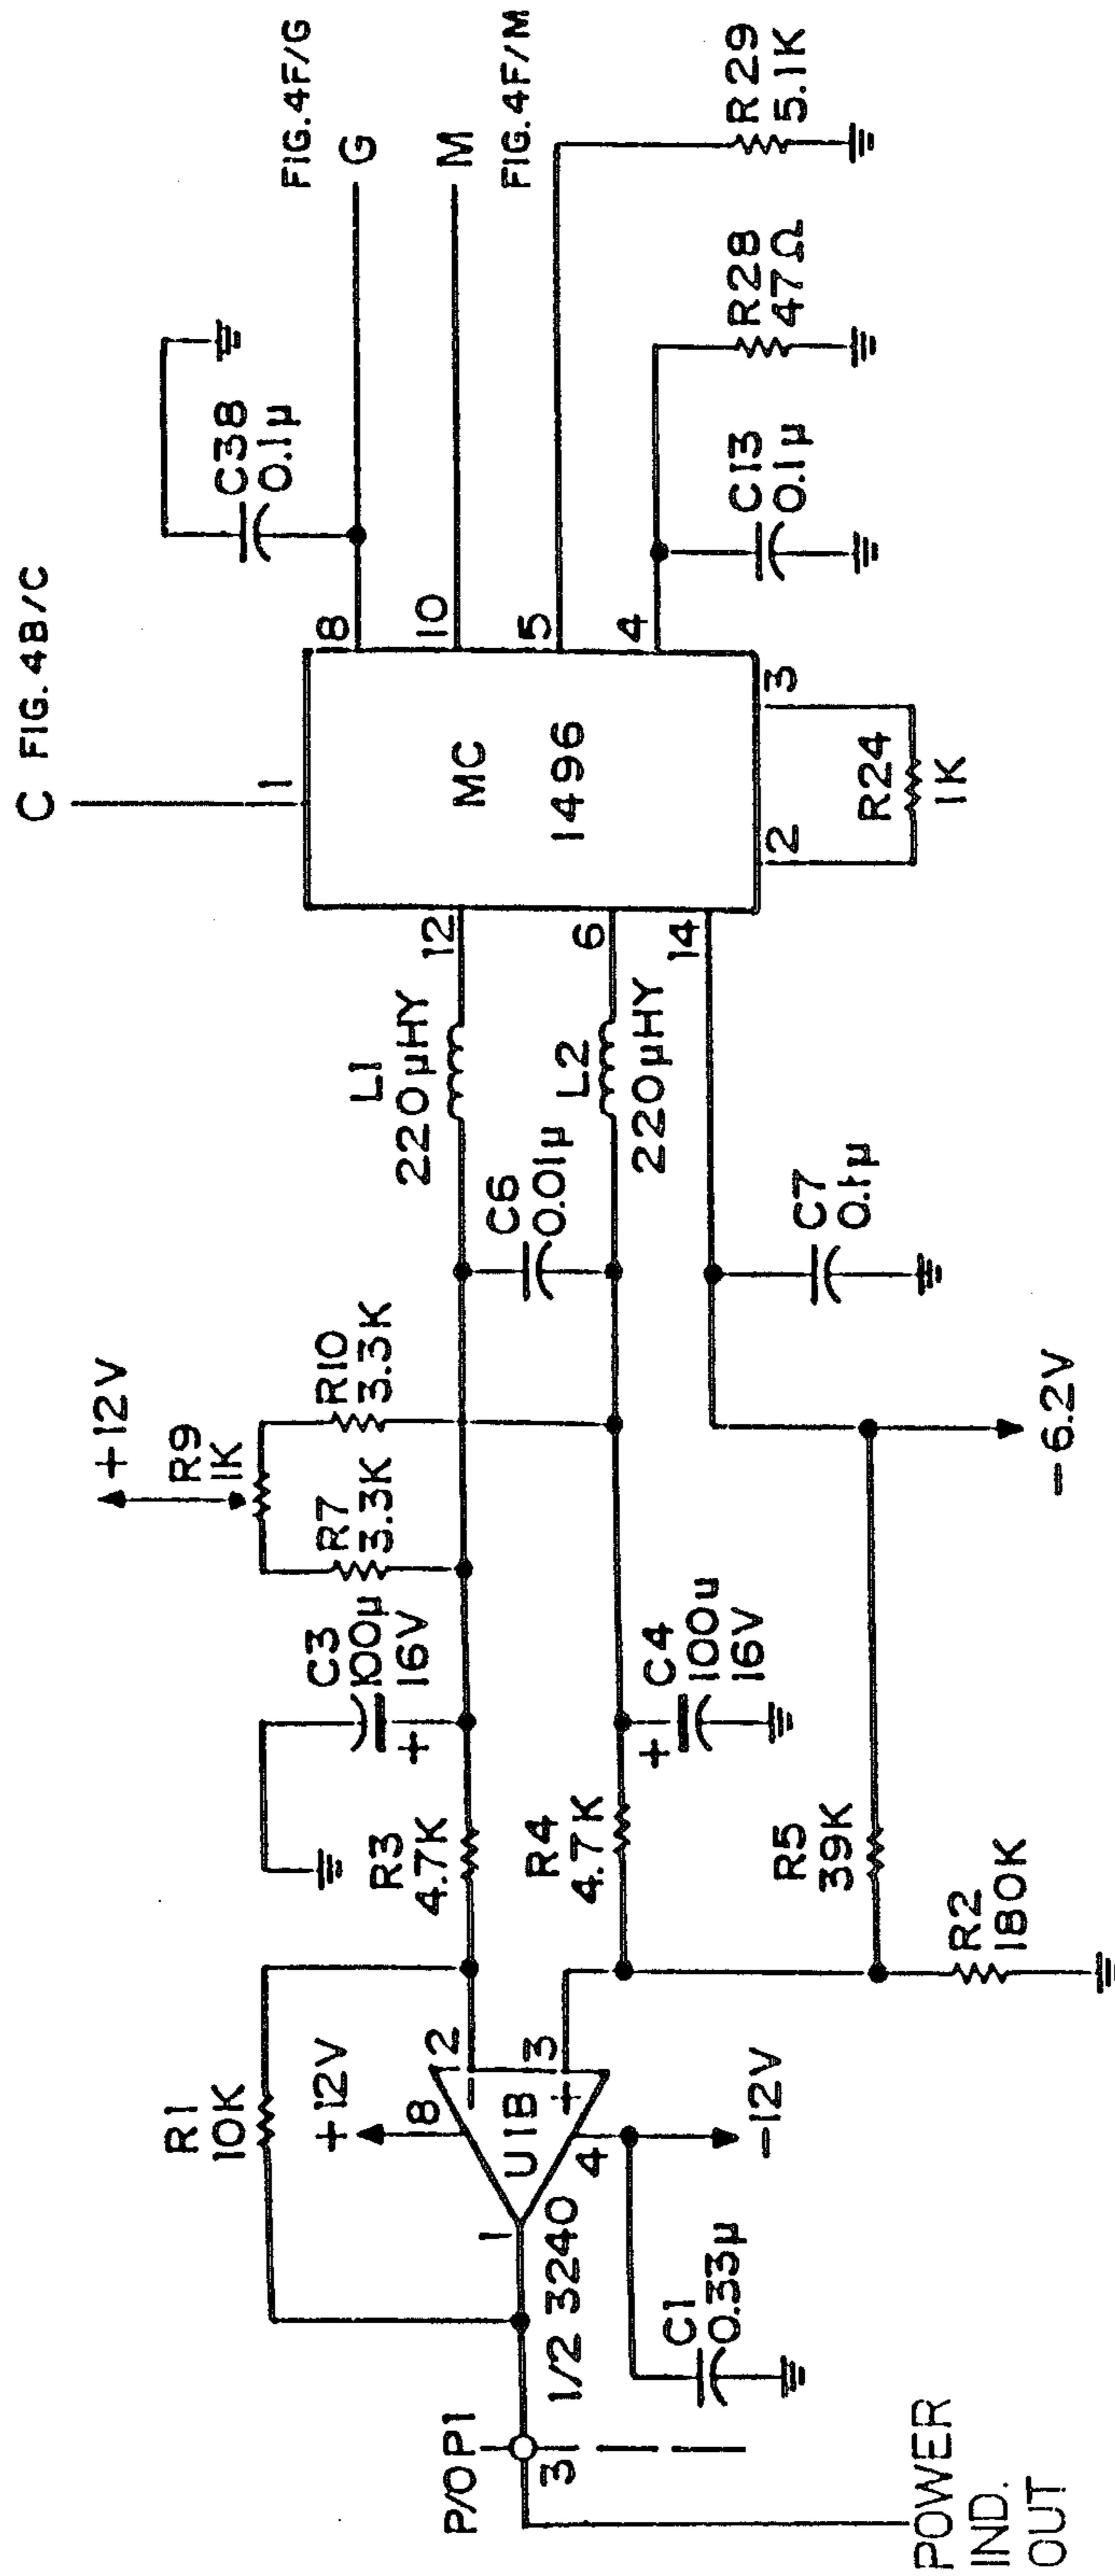 C FIG. 4B/C
FIG. 4F/G
G
M
FIG. 4F/M
C38
0.1µ
1
8
10
5
4
MC
1496
12
6
14
2
3
R24
1K
R29
5.1K
R28
47Ω
C13
0.1µ
L1
220µHY
L2
220µHY
C6
0.01µ
C7
0.1µ
+12V
R9
1K
R10
3.3K
R7
3.3K
-6.2V
C3
100µ
16V
+
C4
100u
16V
+
R3
4.7K
R4
4.7K
R5
39K
R2
180K
R1
10K
+12V
8
2
-
3
+
U1B
4
1
1/2 3240
-12V
C1
0.33µ
P/OP1
3
POWER
IND.
OUT